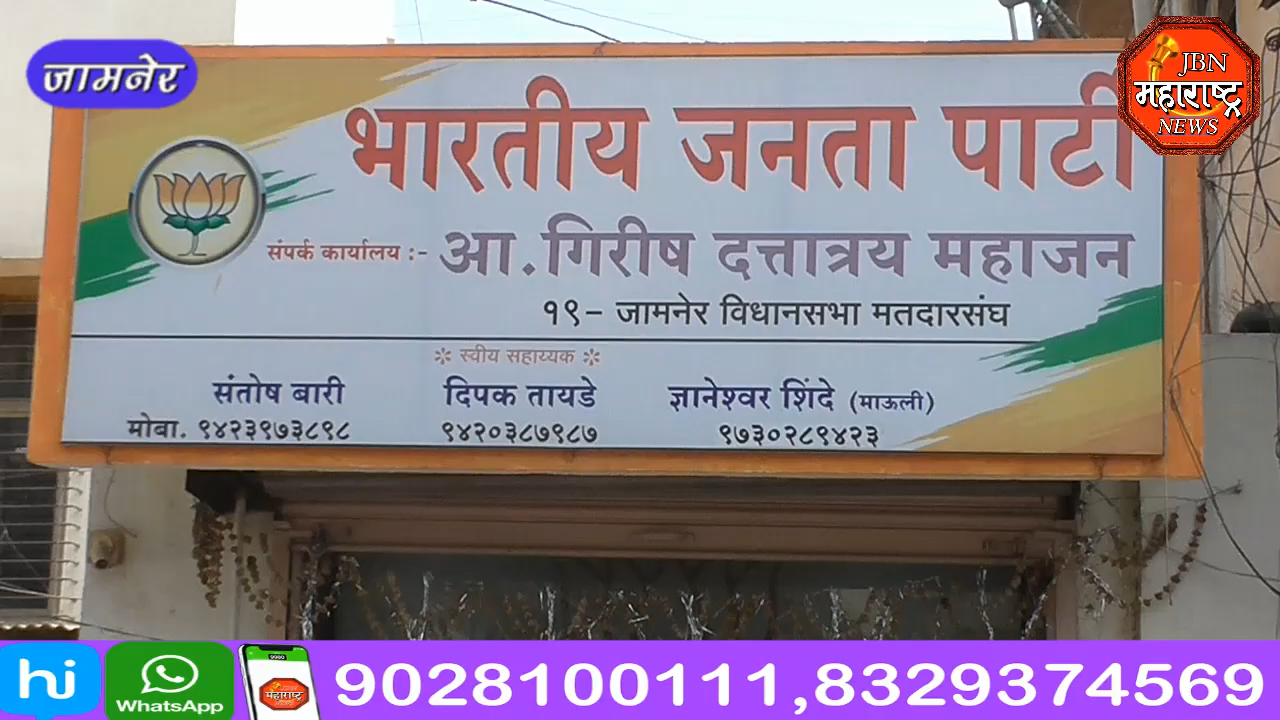 जामनेर
JBN
महाराष्ट्र
NEWS
भारतीय जनता पार्टी
संपर्क कार्यालय :- आ. गिरीष दत्तात्रय महाजन
१९- जामनेर विधानसभा मतदारसंघ
❊ स्वीय सहाय्यक ❊
संतोष बारी दिपक तायडे ज्ञानेश्वर शिंदे (माऊली)
मोबा. ९४२३९७३८९८ ९४२०३८७९८७ ९७३०२८९४२३
hi WhatsApp महाराष्ट्र 9028100111,8329374569